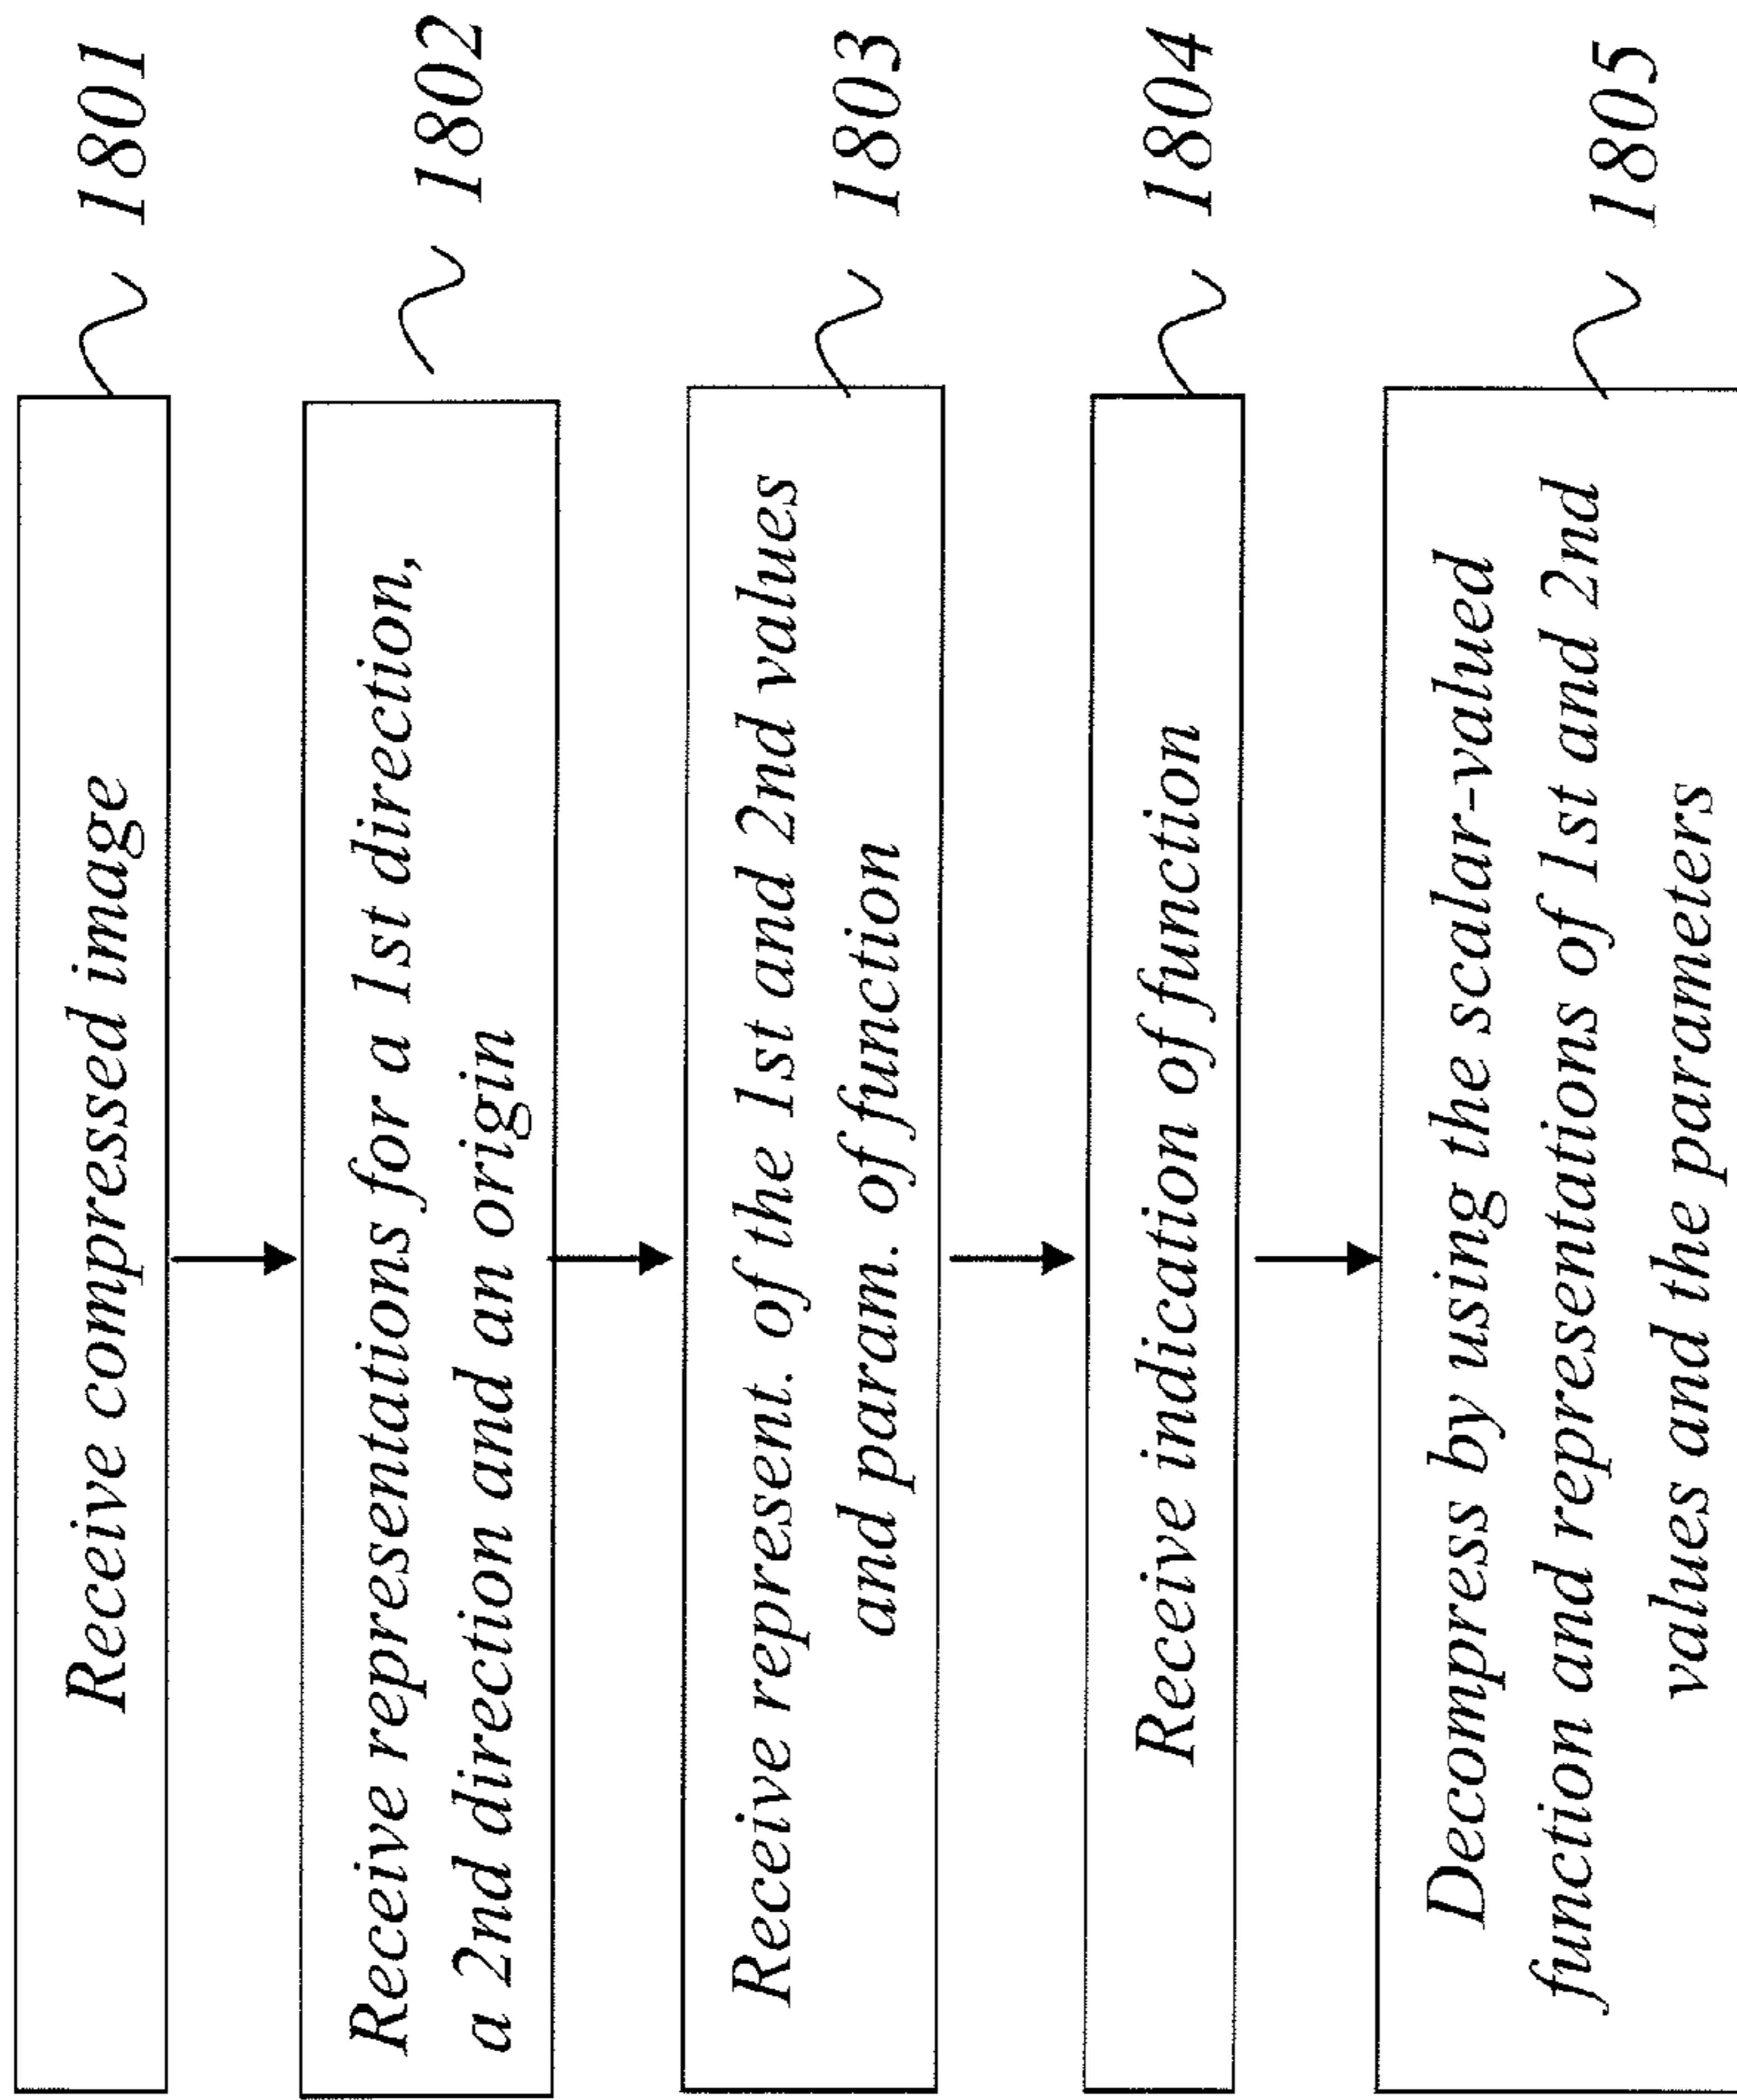 Receive compressed image
1801
Receive representations for a 1st direction,
a 2nd direction and an origin
1802
Receive represent. of the 1st and 2nd values
and param. of function
1803
Receive indication of function
1804
Decompress by using the scalar-valued
function and representations of 1st and 2nd
values and the parameters
1805